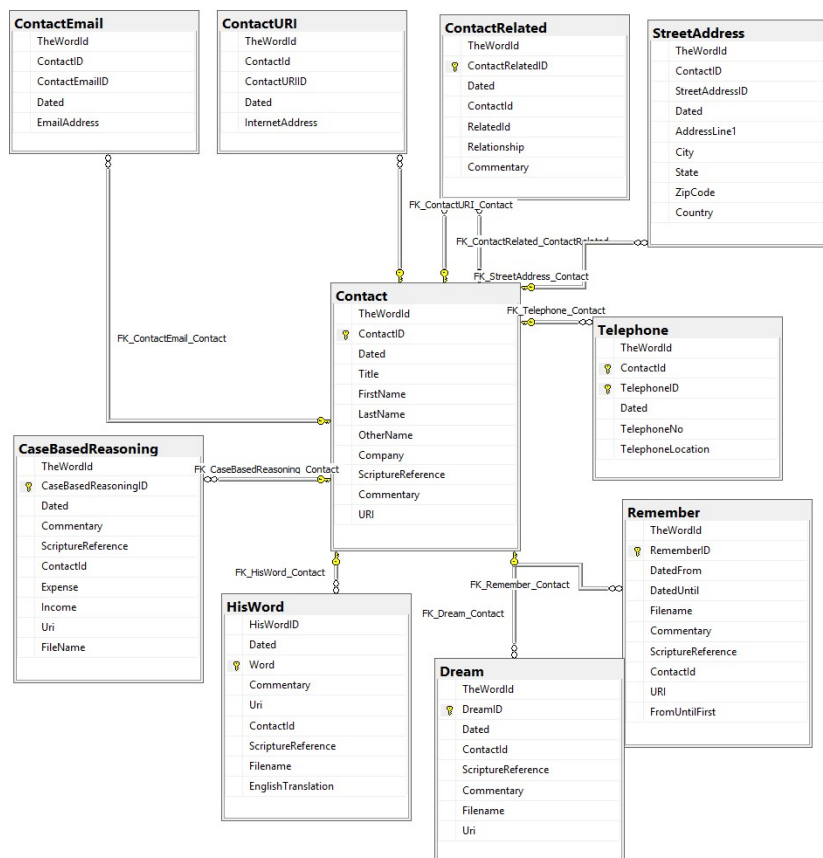 ContactEmail
TheWordId
ContactID
ContactEmailID
Dated
EmailAddress
ContactURI
TheWordId
ContactId
ContactURIID
Dated
InternetAddress
ContactRelated
TheWordId
ContactRelatedID
Dated
ContactId
RelatedId
Relationship
Commentary
StreetAddress
TheWordId
ContactID
StreetAddressID
Dated
AddressLine1
City
State
ZipCode
Country
FK_ContactURI_Contact
FK_ContactRelated_ContactRelated
FK_StreetAddress_Contact
FK_Telephone_Contact
FK_ContactEmail_Contact
Contact
TheWordId
ContactID
Dated
Title
FirstName
LastName
OtherName
Company
ScriptureReference
Commentary
URI
Telephone
TheWordId
ContactId
TelephoneID
Dated
TelephoneNo
TelephoneLocation
CaseBasedReasoning
TheWordId
CaseBasedReasoningID
Dated
Commentary
ScriptureReference
ContactId
Expense
Income
Uri
FileName
FK_CaseBasedReasoning_Contact
FK_HisWord_Contact
FK_Remember_Contact
FK_Dream_Contact
HisWord
HisWordID
Dated
Word
Commentary
Uri
ContactId
ScriptureReference
Filename
EnglishTranslation
Dream
TheWordId
DreamID
Dated
ContactId
ScriptureReference
Commentary
Filename
Uri
Remember
TheWordId
RememberID
DatedFrom
DatedUntil
Filename
Commentary
ScriptureReference
ContactId
URI
FromUntilFirst